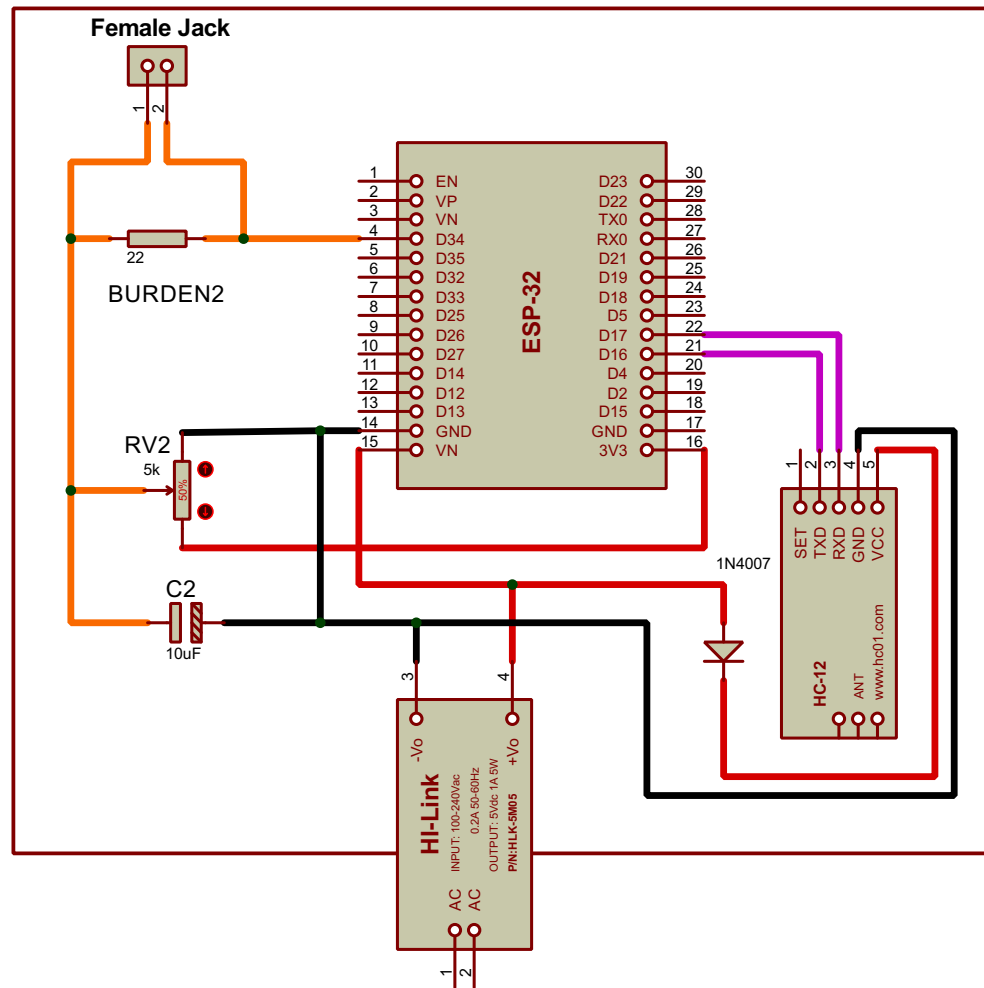 Female Jack
1 2
22
BURDEN2
ESP-32
1 EN
2 VP
3 VN
4 D34
5 D35
6 D32
7 D33
8 D25
9 D26
10 D27
11 D14
12 D12
13 D13
14 GND
15 VN
D23 30
D22 29
TX0 28
RX0 27
D21 26
D19 25
D18 24
D5 23
D17 22
D16 21
D4 20
D2 19
D15 18
GND 17
3V3 16
RV2
5k
50%
C2
10uF
1N4007
1 2 3 4 5
SET TXD RXD GND VCC
HC-12
ANT
www.hc01.com
3 4
-Vo +Vo
HI-Link
INPUT: 100-240Vac
0.2A 50-60Hz
OUTPUT: 5Vdc 1A 5W
P/N:HLK-5M05
AC AC
1 2